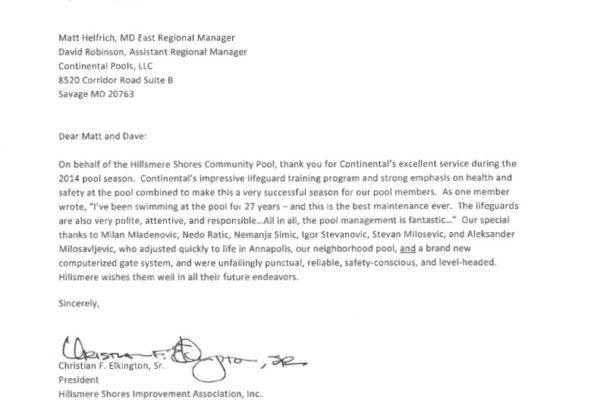 Matt Helfrich, MD East Regional Manager
David Robinson, Assistant Regional Manager
Continental Pools, LLC
8520 Corridor Road Suite B
Savage MD 20763
Dear Matt and Dave:
On behalf of the Hillsmere Shores Community Pool, thank you for Continental's excellent service during the
2014 pool season. Continental's impressive lifeguard training program and strong emphasis on health and
safety at the pool combined to make this a very successful season for our pool members. As one member
wrote, "I've been swimming at the pool for 27 years – and this is the best maintenance ever. The lifeguards
are also very polite, attentive, and responsible...All in all, the pool management is fantastic..." Our special
thanks to Milan Mladenovic, Nedo Ratic, Nemanja Simic, Igor Stevanovic, Stevan Milosevic, and Aleksander
Milosavljevic, who adjusted quickly to life in Annapolis, our neighborhood pool, and a brand new
computerized gate system, and were unfailingly punctual, reliable, safety-conscious, and level-headed.
Hillsmere wishes them well in all their future endeavors.
Sincerely,
Christian F. Elkington, Sr.
Christian F. Elkington, Sr.
President
Hillsmere Shores Improvement Association, Inc.